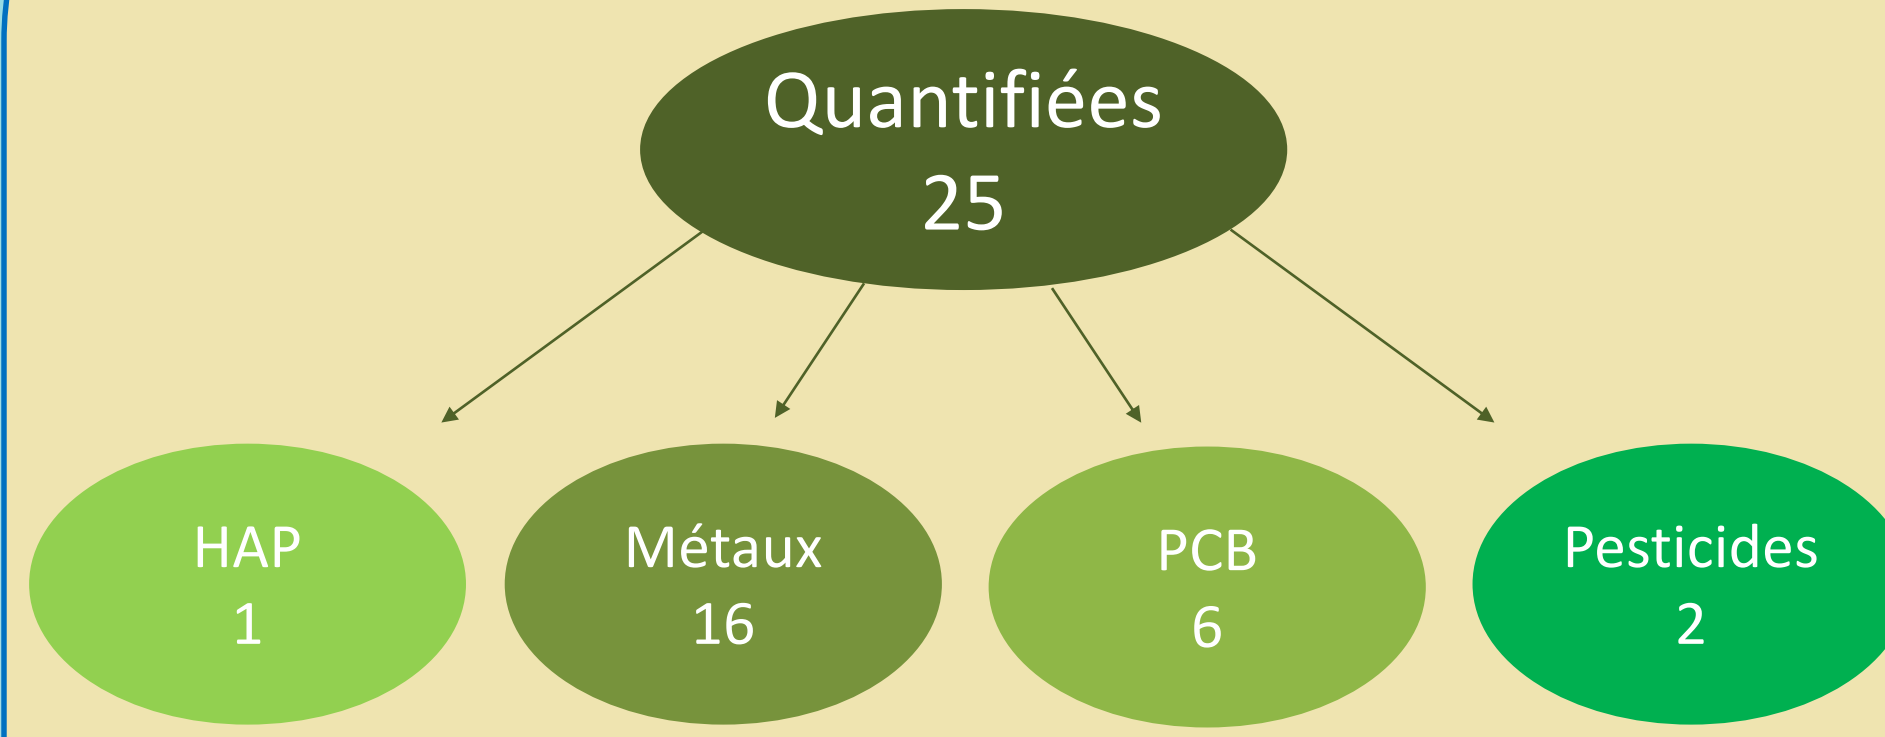 Quantifiées
25
HAP
1
Métaux
16
PCB
6
Pesticides
2